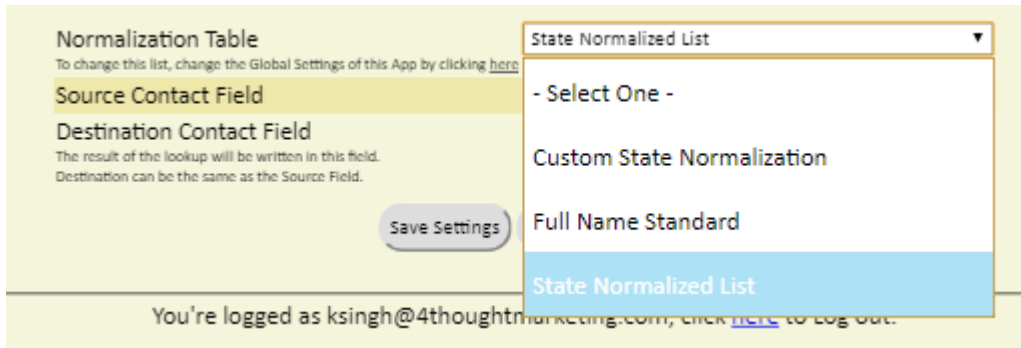 Normalization Table
State Normalized List
To change this list, change the Global Settings of this App by clicking here
- Select One -
Source Contact Field
Custom State Normalization
Destination Contact Field
The result of the lookup will be written in this field.
Destination can be the same as the Source Field.
Full Name Standard
Save Settings
State Normalized List
You're logged as ksingh@4thoughtmarketing.com, click here to Log Out.